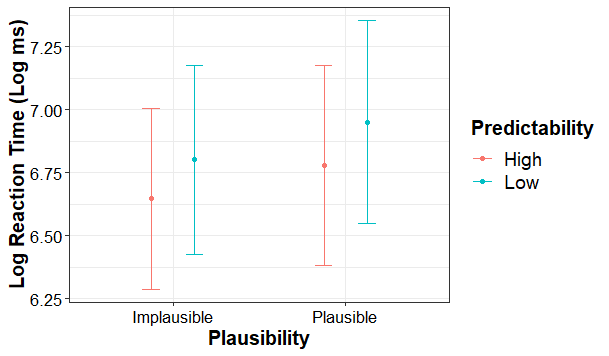 Log Reaction Time (Log ms)
7.25
7.00
6.75
6.50
6.25
Implausible Plausible
Plausibility
Predictability
High
Low